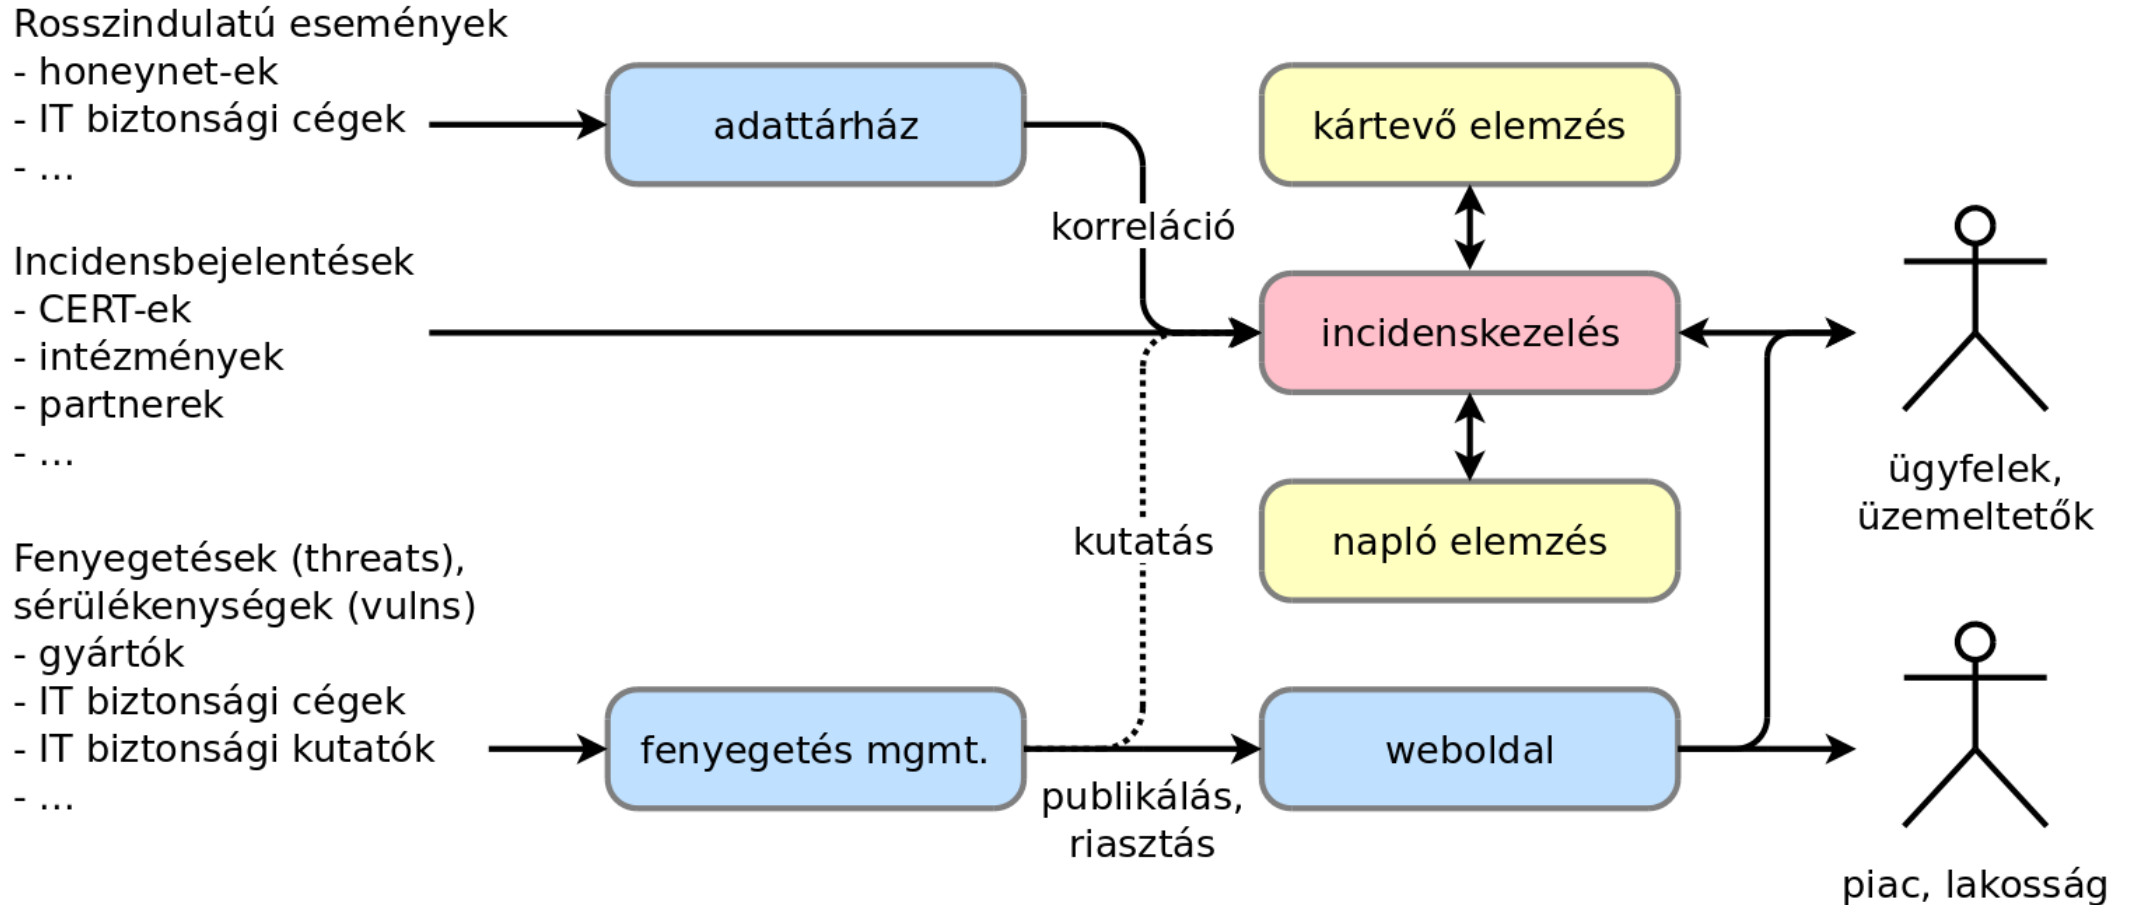 Rosszindulatú események
- honeynet-ek
- IT biztonsági cégek
- ...
adattárház
kártevő elemzés
korreláció
Incidensbejelentések
- CERT-ek
- intézmények
- partnerek
- ...
incidenskezelés
ügyfelek,
üzemeltetők
kutatás
napló elemzés
Fenyegetések (threats),
sérülékenységek (vulns)
- gyártók
- IT biztonsági cégek
- IT biztonsági kutatók
- ...
fenyegetés mgmt.
publikálás,
riasztás
weboldal
piac, lakosság